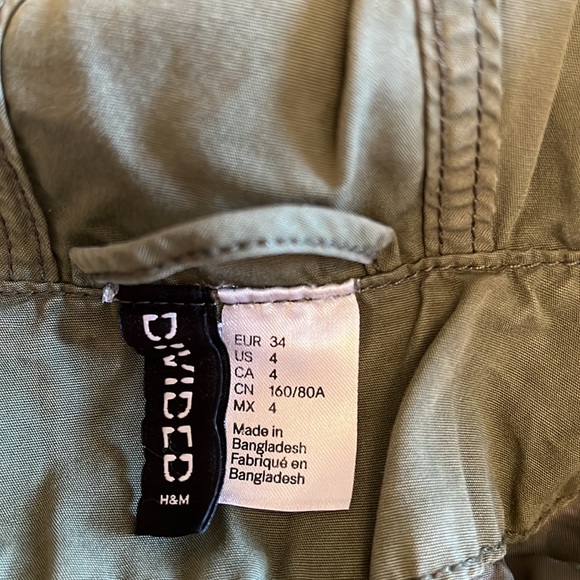 DIVIDED
H&M
EUR 34
US 4
CA 4
CN 160/80A
MX 4
Made in
Bangladesh
Fabriqué en
Bangladesh